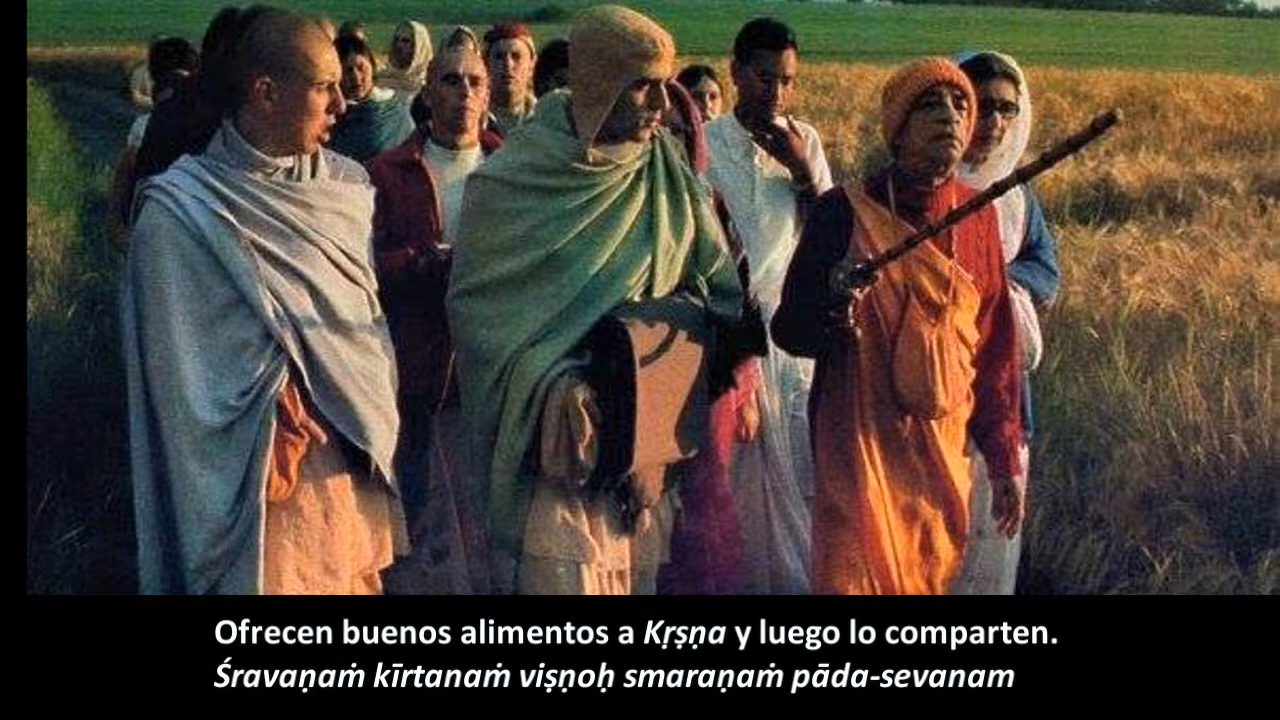 Ofrecen buenos alimentos a Kṛṣṇa y luego lo comparten.
Śravaṇaṁ kīrtanaṁ viṣṇoḥ smaraṇaṁ pāda-sevanam